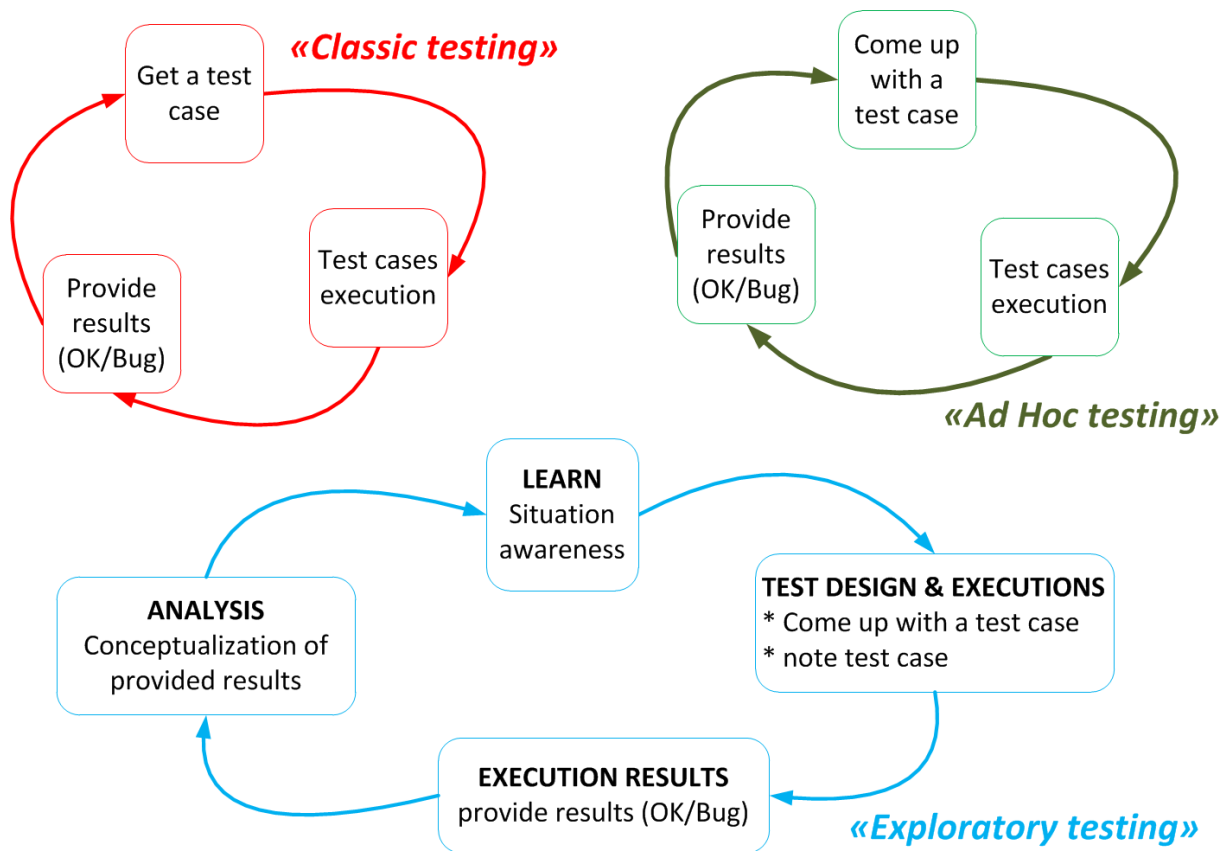 «Classic testing»
Get a test
case
Test cases
execution
Provide
results
(OK/Bug)
Come up
with a
test case
Provide
results
(OK/Bug)
Test cases
execution
«Ad Hoc testing»
LEARN
Situation
awareness
TEST DESIGN & EXECUTIONS
* Come up with a test case
* note test case
ANALYSIS
Conceptualization of
provided results
EXECUTION RESULTS
provide results (OK/Bug)
«Exploratory testing»